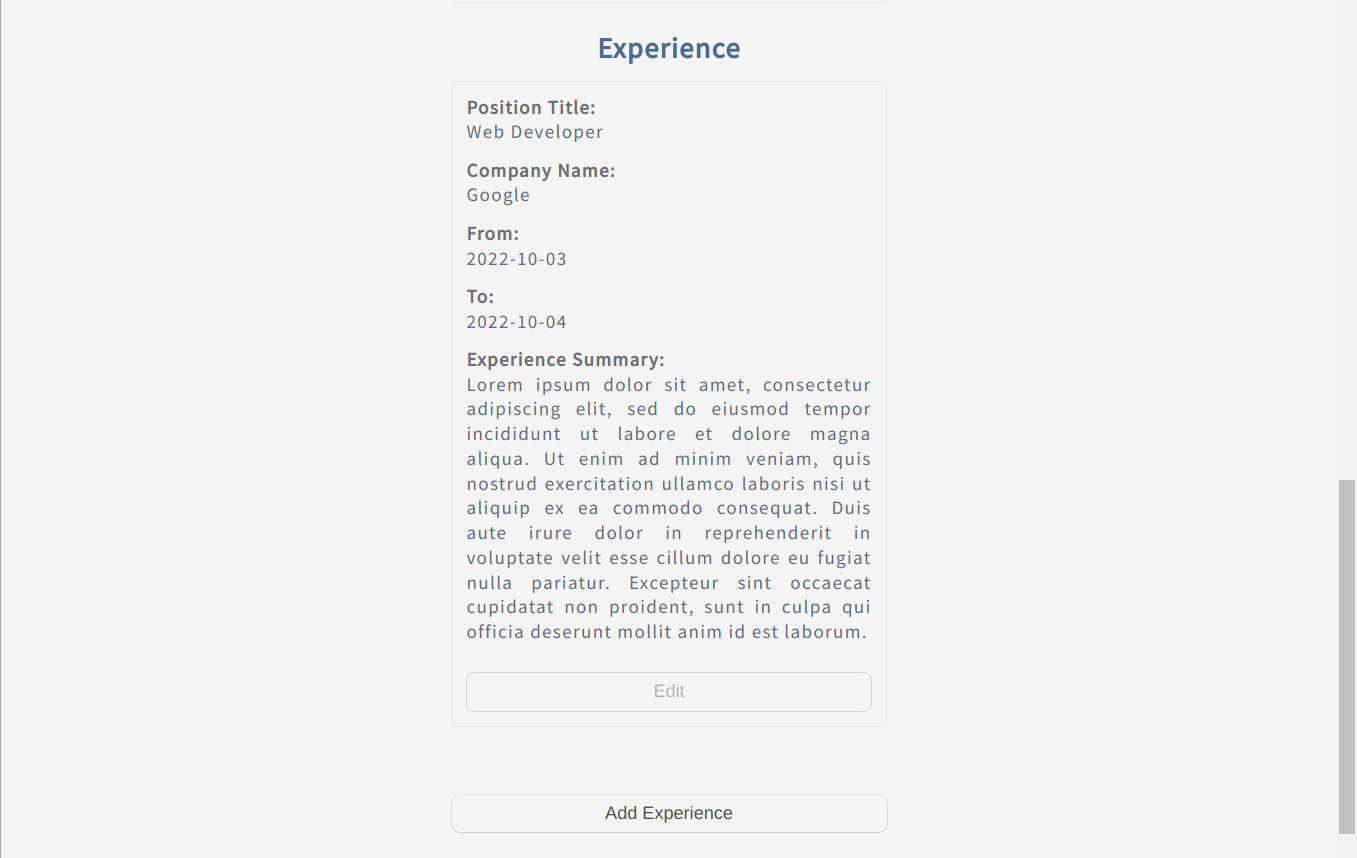 Experience
Position Title:
Web Developer
Company Name:
Google
From:
2022-10-03
To:
2022-10-04
Experience Summary:
Lorem ipsum dolor sit amet, consectetur
adipiscing elit, sed do eiusmod tempor
incididunt ut labore et dolore magna
aliqua. Ut enim ad minim veniam, quis
nostrud exercitation ullamco laboris nisi ut
aliquip ex ea commodo consequat. Duis
aute irure dolor in reprehenderit in
voluptate velit esse cillum dolore eu fugiat
nulla pariatur. Excepteur sint occaecat
cupidatat non proident, sunt in culpa qui
officia deserunt mollit anim id est laborum.
Edit
Add Experience